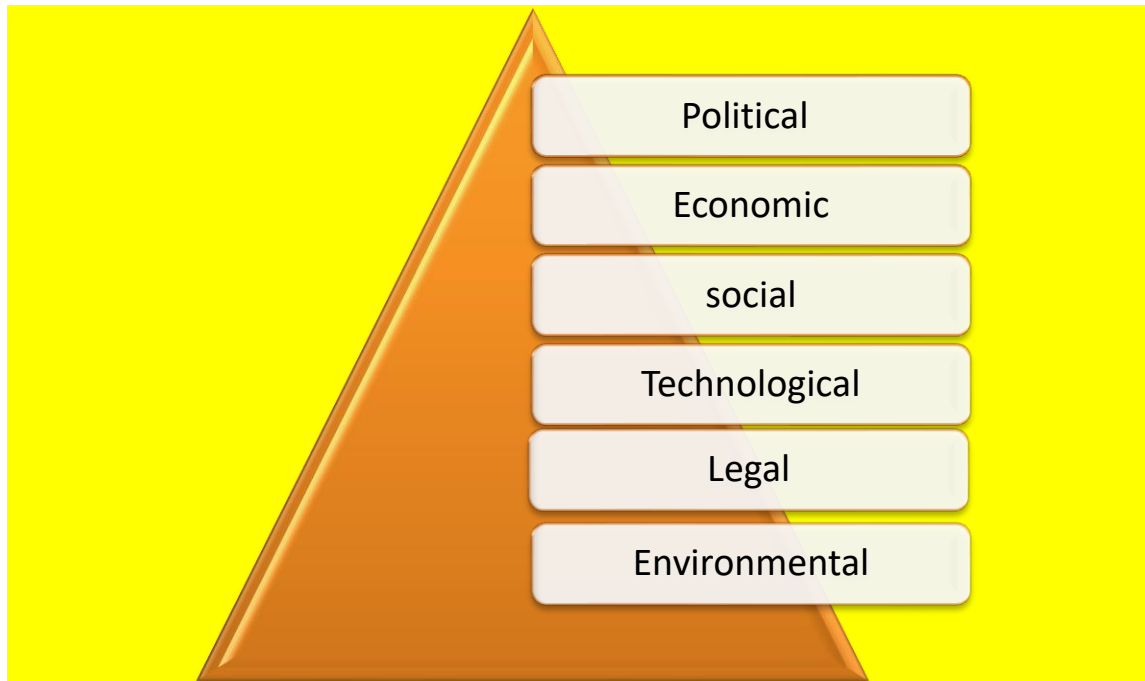 Political
Economic
social
Technological
Legal
Environmental